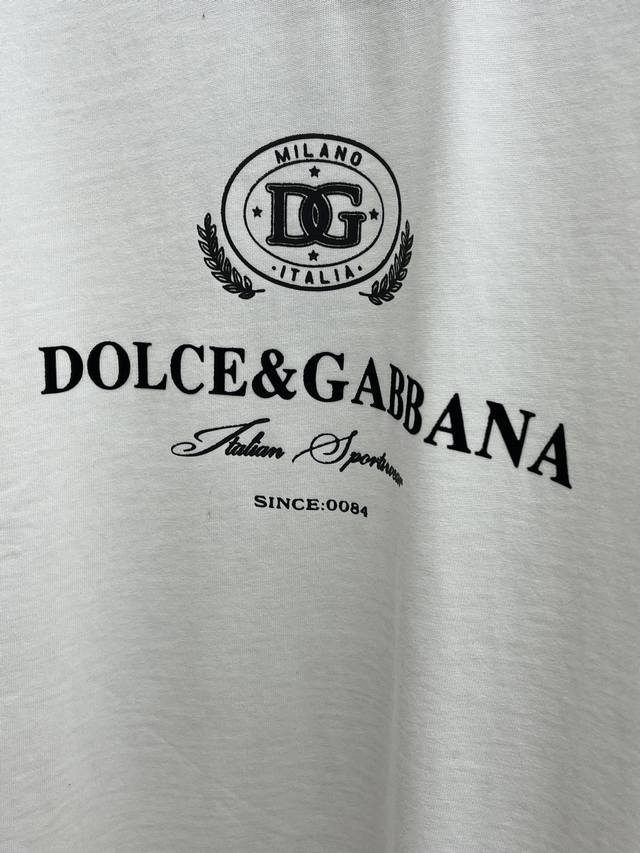 MILANO
DG
·ITALIA·
DOLCE&GABBANA
Italian Sportswear
SINCE:0084